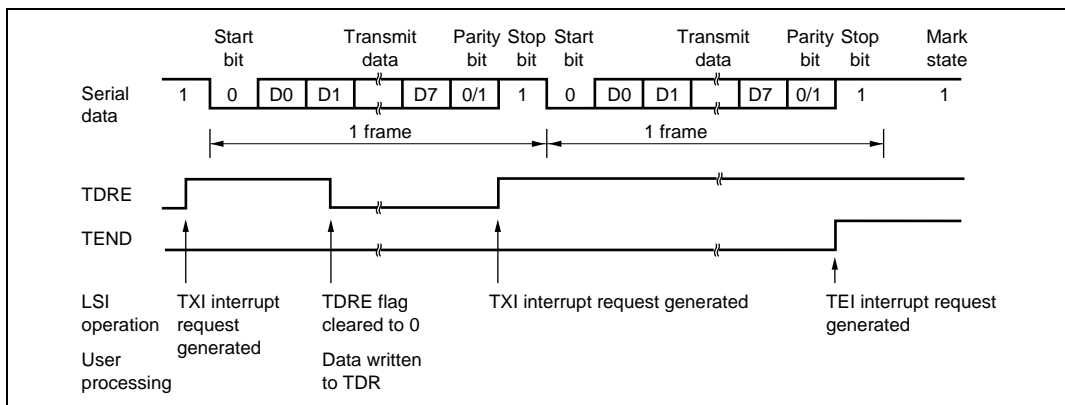 Start bit Transmit data Parity bit Stop bit Start bit Transmit data Parity bit Stop bit Mark state
Serial data 1 0 D0 D1 D7 0/1 1 0 D0 D1 D7 0/1 1 1
1 frame 1 frame
TDRE
TEND
LSI operation TXI interrupt request generated TDRE flag cleared to 0 TXI interrupt request generated TEI interrupt request generated
User processing Data written to TDR